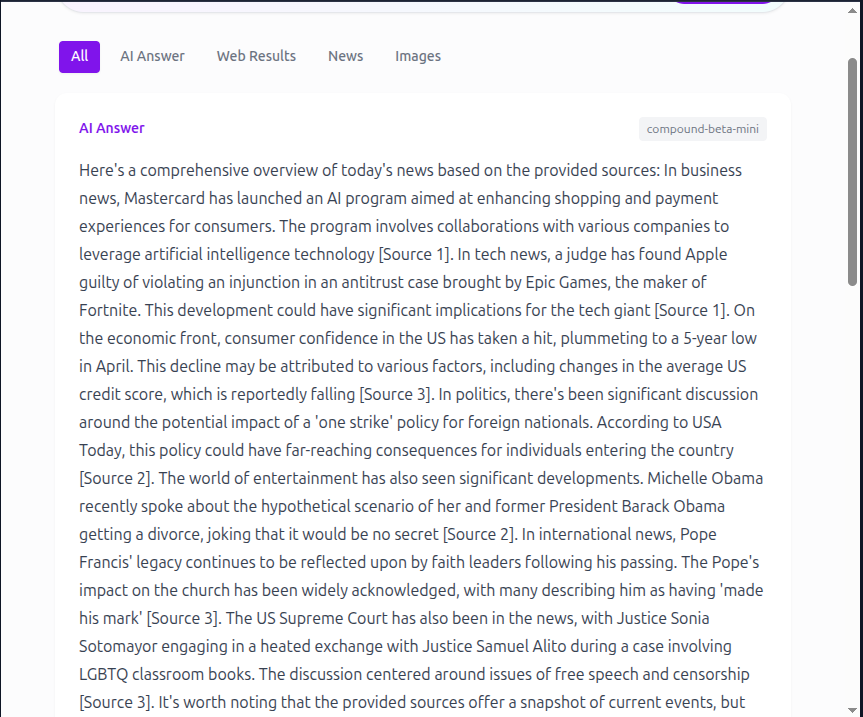 All AI Answer Web Results News Images
AI Answer compound-beta-mini
Here's a comprehensive overview of today's news based on the provided sources: In business
news, Mastercard has launched an AI program aimed at enhancing shopping and payment
experiences for consumers. The program involves collaborations with various companies to
leverage artificial intelligence technology [Source 1]. In tech news, a judge has found Apple
guilty of violating an injunction in an antitrust case brought by Epic Games, the maker of
Fortnite. This development could have significant implications for the tech giant [Source 1]. On
the economic front, consumer confidence in the US has taken a hit, plummeting to a 5-year low
in April. This decline may be attributed to various factors, including changes in the average US
credit score, which is reportedly falling [Source 3]. In politics, there's been significant discussion
around the potential impact of a 'one strike' policy for foreign nationals. According to USA
Today, this policy could have far-reaching consequences for individuals entering the country
[Source 2]. The world of entertainment has also seen significant developments. Michelle Obama
recently spoke about the hypothetical scenario of her and former President Barack Obama
getting a divorce, joking that it would be no secret [Source 2]. In international news, Pope
Francis' legacy continues to be reflected upon by faith leaders following his passing. The Pope's
impact on the church has been widely acknowledged, with many describing him as having 'made
his mark' [Source 3]. The US Supreme Court has also been in the news, with Justice Sonia
Sotomayor engaging in a heated exchange with Justice Samuel Alito during a case involving
LGBTQ classroom books. The discussion centered around issues of free speech and censorship
[Source 3]. It's worth noting that the provided sources offer a snapshot of current events, but